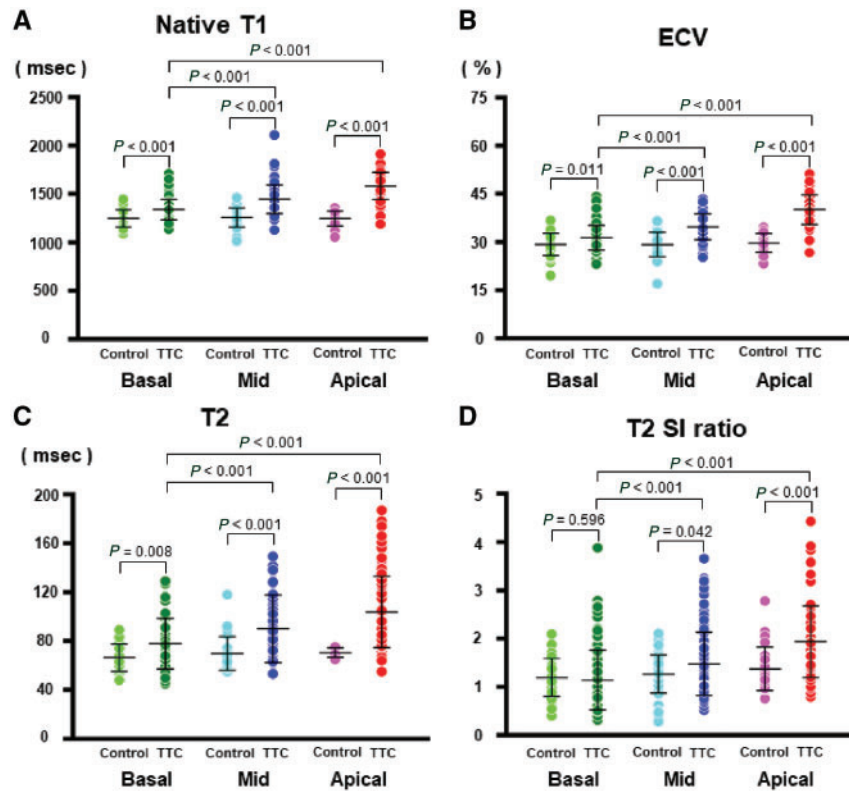 A
Native T1
( msec )
P < 0.001
P < 0.001
P < 0.001
P < 0.001
P < 0.001
2500
2000
1500
1000
500
0
Control TTC Control TTC Control TTC
Basal Mid Apical
B
ECV
( % )
P < 0.001
P < 0.001
P < 0.001
P = 0.011
P < 0.001
75
60
45
30
15
0
Control TTC Control TTC Control TTC
Basal Mid Apical
C
T2
( msec )
P < 0.001
P < 0.001
P < 0.001
P < 0.001
P = 0.008
200
160
120
80
40
0
Control TTC Control TTC Control TTC
Basal Mid Apical
D
T2 SI ratio
P < 0.001
P < 0.001
P < 0.001
P = 0.596
P = 0.042
5
4
3
2
1
0
Control TTC Control TTC Control TTC
Basal Mid Apical